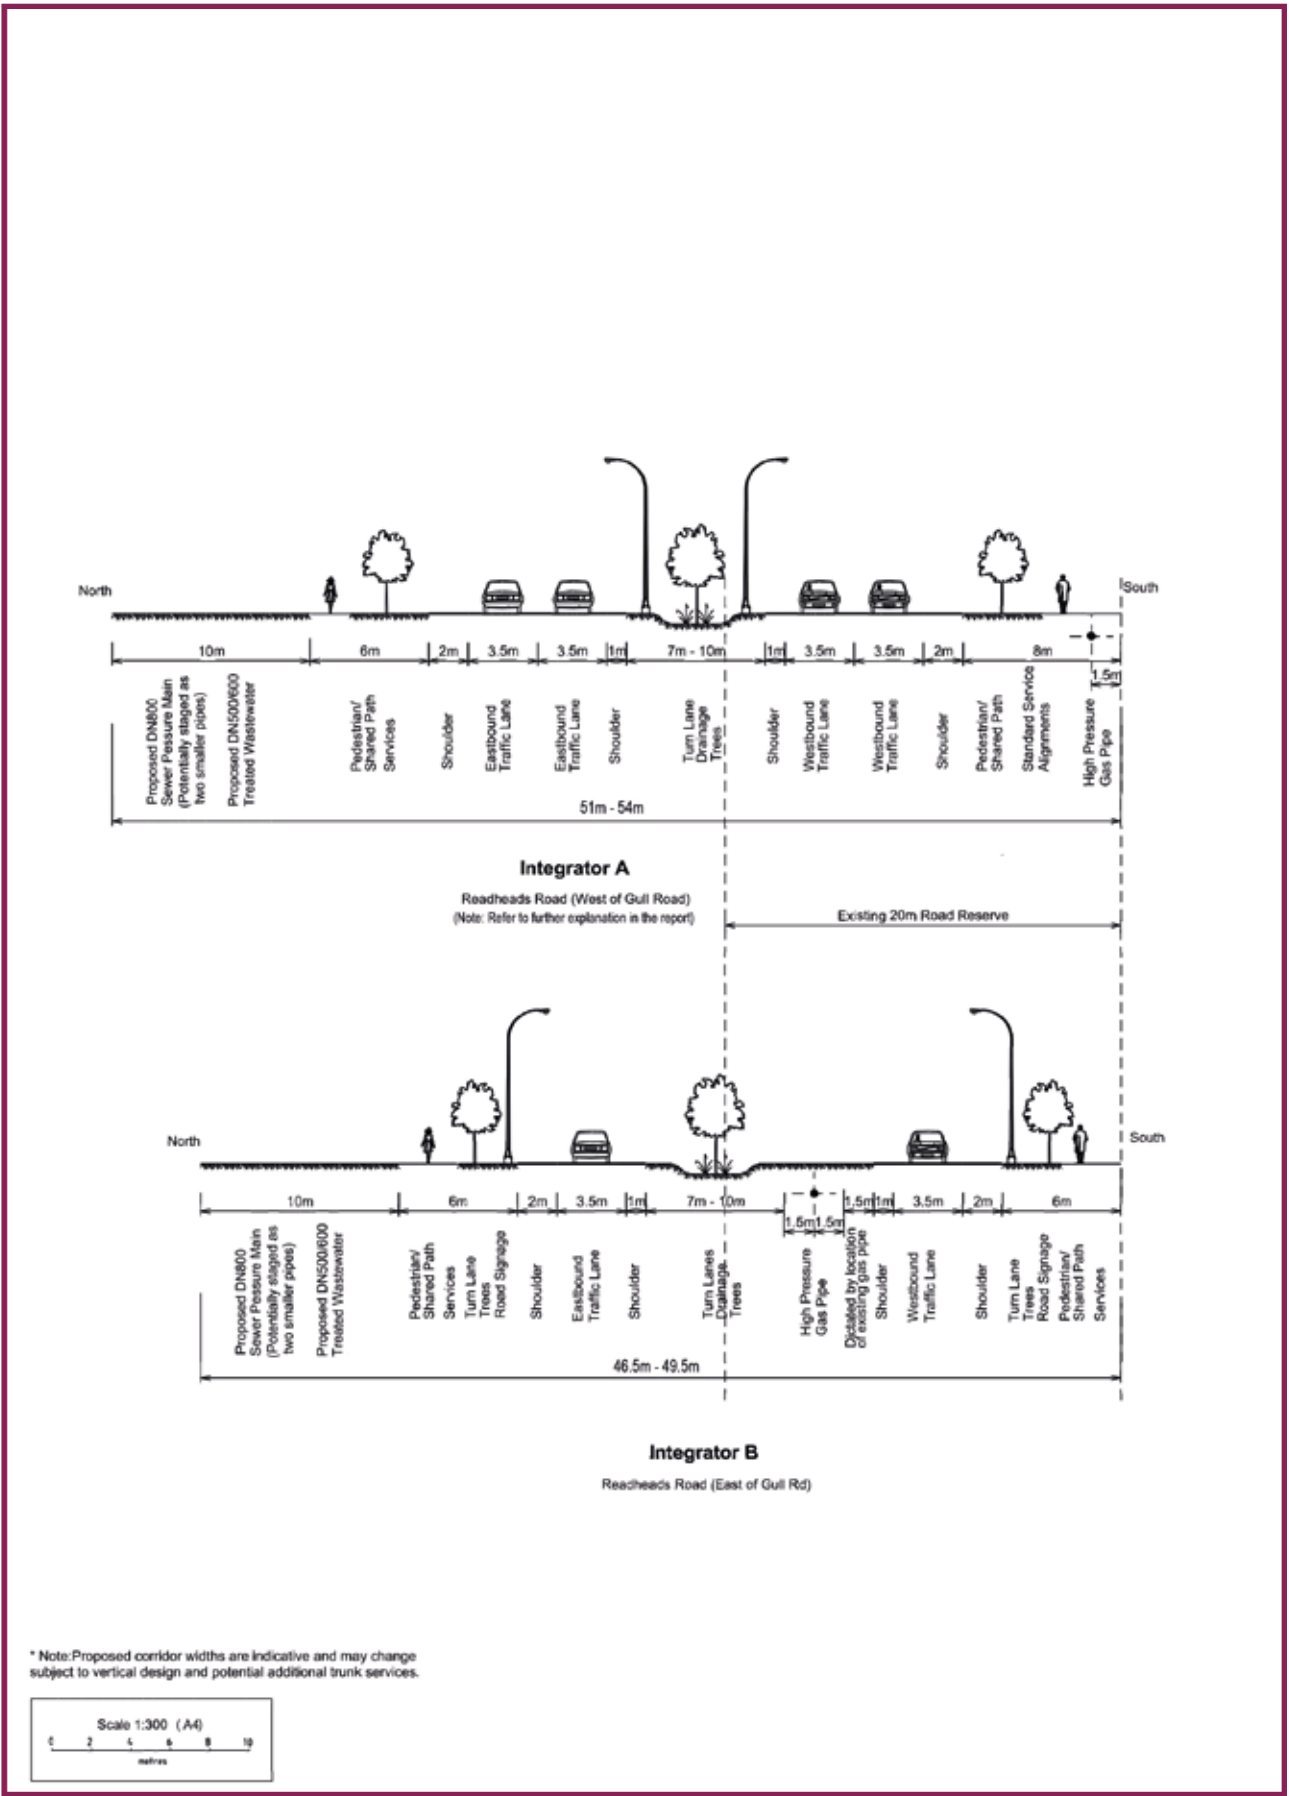 North
South
10m
6m
2m
3.5m
3.5m
1m
7m - 10m
1m
3.5m
3.5m
2m
8m
1.5m
Proposed DN800
Sewer Pessure Main
(Potentially staged as
two smaller pipes)
Proposed DN500/600
Treated Wastewater
Pedestrian/
Shared Path
Services
Shoulder
Eastbound
Traffic Lane
Eastbound
Traffic Lane
Shoulder
Turn Lane
Drainage
Trees
Shoulder
Westbound
Traffic Lane
Westbound
Traffic Lane
Shoulder
Pedestrian/
Shared Path
Standard Service
Alignments
High Pressure
Gas Pipe
51m - 54m
Integrator A
Readheads Road (West of Gull Road)
(Note: Refer to further explanation in the report)
Existing 20m Road Reserve
North
South
10m
6m
2m
3.5m
1m
7m - 10m
1.5m
1.5m
1.5m
1m
3.5m
2m
6m
Proposed DN800
Sewer Pessure Main
(Potentially staged as
two smaller pipes)
Proposed DN500/600
Treated Wastewater
Pedestrian/
Shared Path
Services
Turn Lane
Trees
Road Signage
Shoulder
Eastbound
Traffic Lane
Shoulder
Turn Lanes
Drainage
Trees
High Pressure
Gas Pipe
Dictated by location
of existing gas pipe
Shoulder
Westbound
Traffic Lane
Shoulder
Turn Lane
Trees
Road Signage
Pedestrian/
Shared Path
Services
46.5m - 49.5m
Integrator B
Readheads Road (East of Gull Rd)
* Note:Proposed corridor widths are indicative and may change
subject to vertical design and potential additional trunk services.
Scale 1:300 (A4)
0 2 4 6 8 10
metres